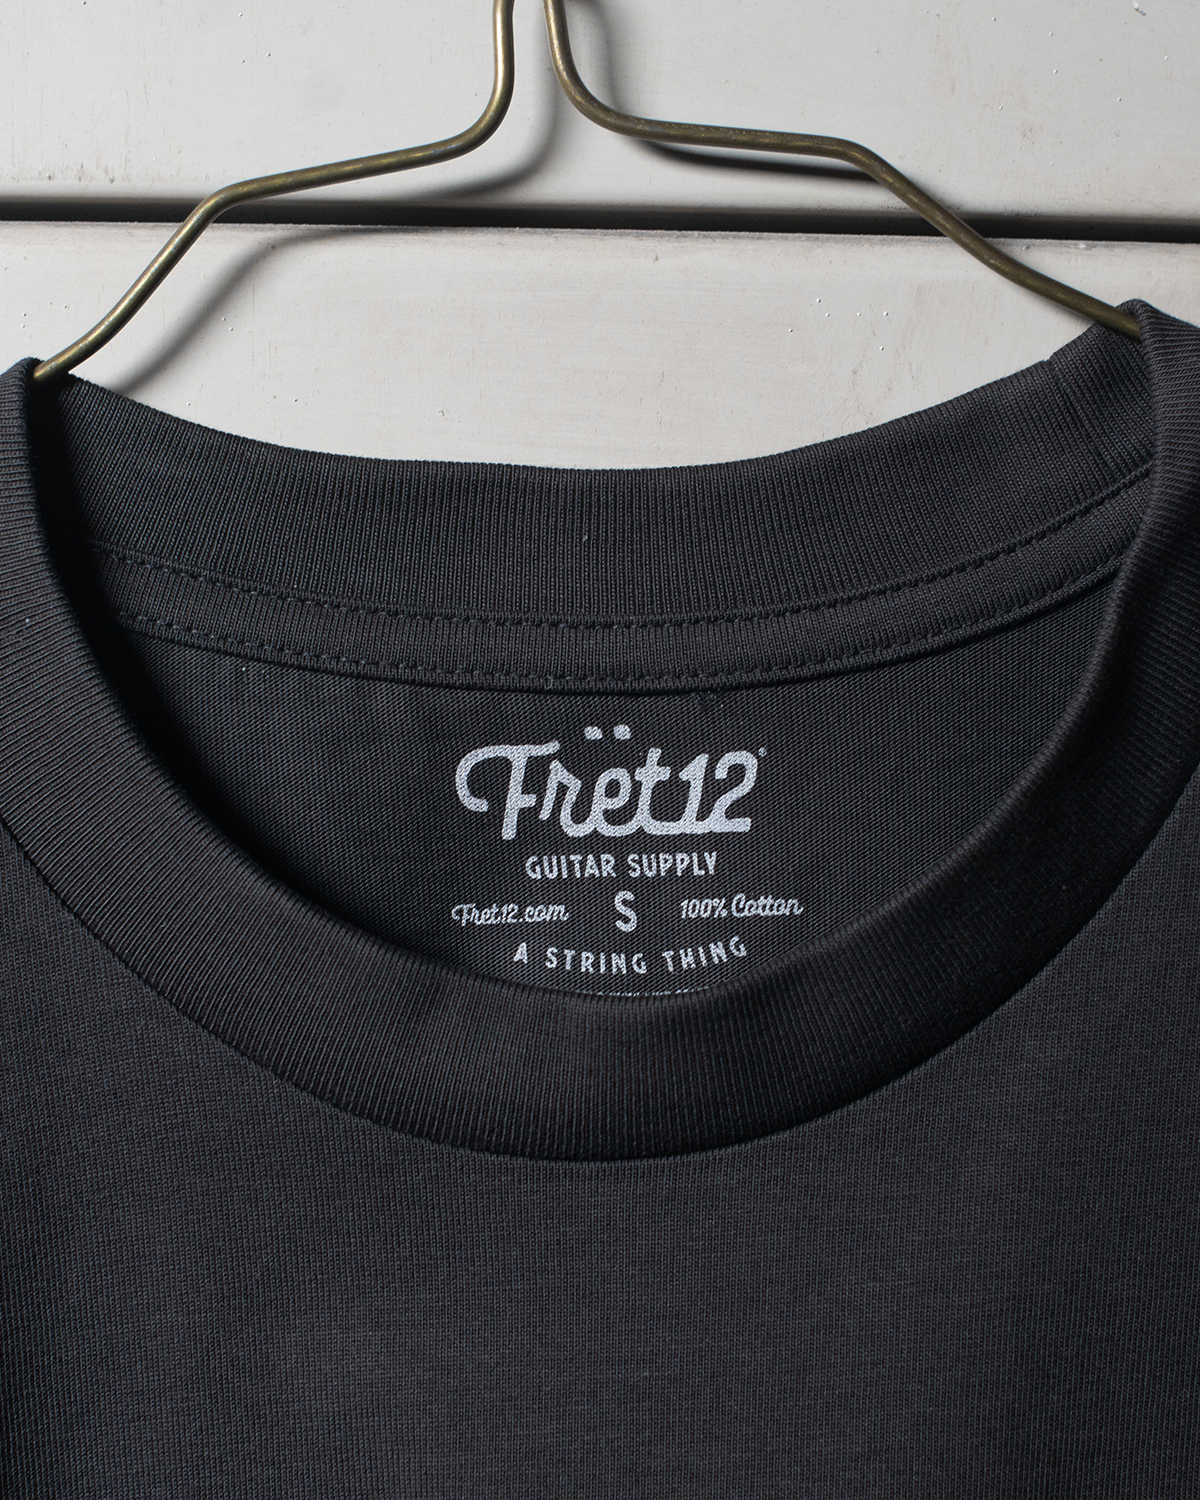 Frët12®
GUITAR SUPPLY
Fret12.com S 100% Cotton
A STRING THING